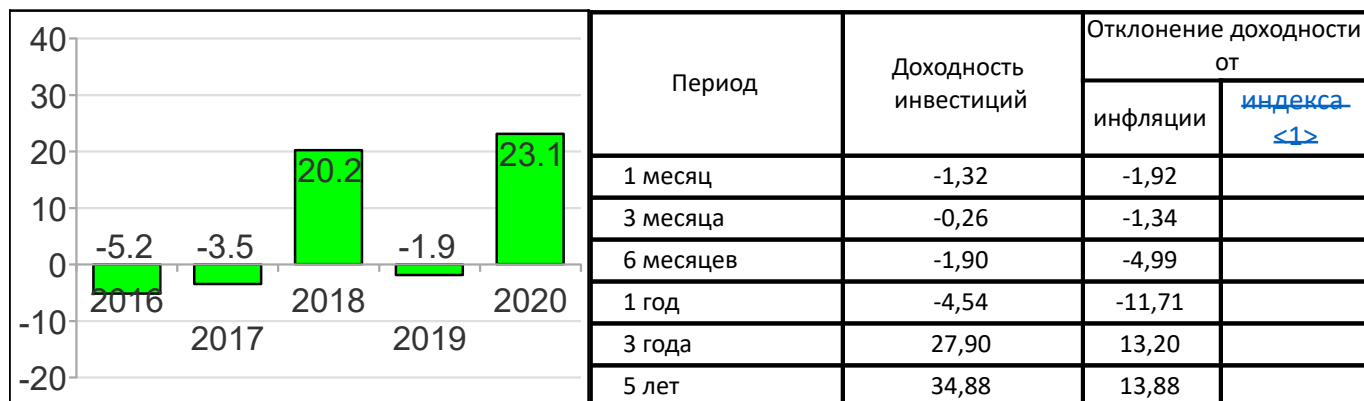 40
30
20
10
0
-10
-20
-5.2
-3.5
20.2
-1.9
23.1
2016
2017
2018
2019
2020
Период
Доходность
инвестиций
Отклонение доходности
от
инфляции
индекса
<1>
1 месяц -1,32 -1,92
3 месяца -0,26 -1,34
6 месяцев -1,90 -4,99
1 год -4,54 -11,71
3 года 27,90 13,20
5 лет 34,88 13,88